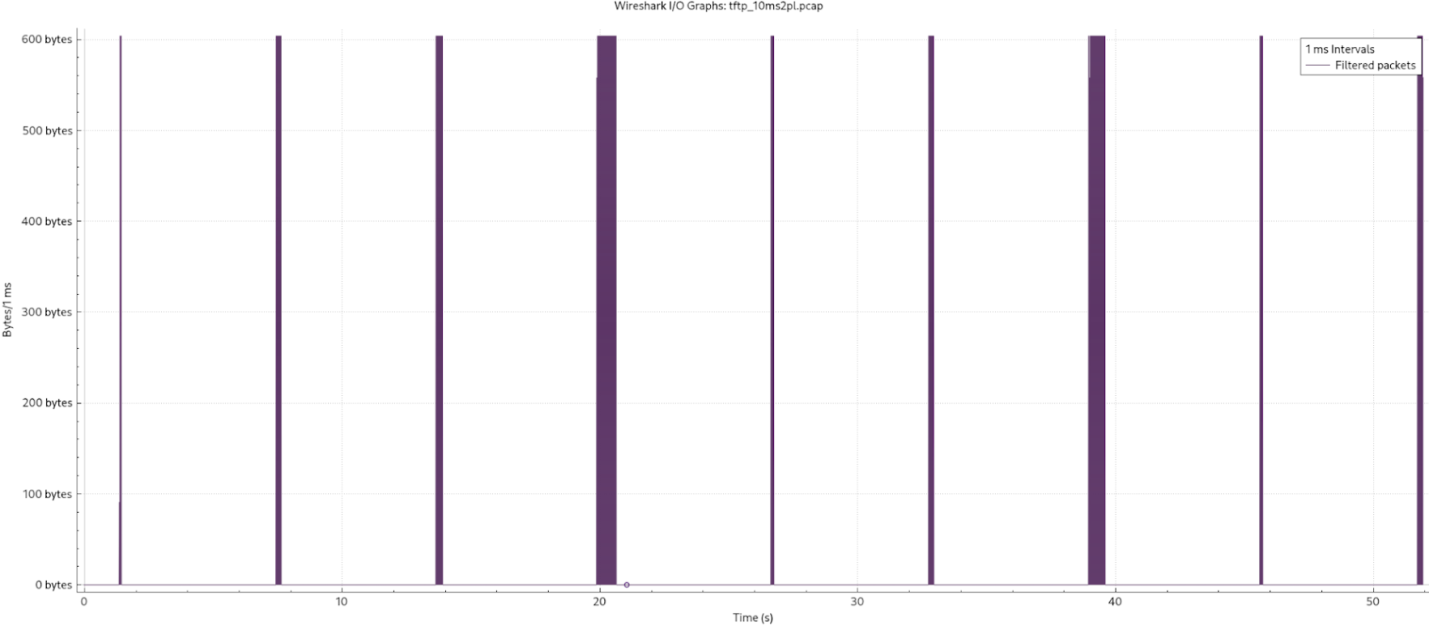 Wireshark I/O Graphs: tftp_10ms2pl.pcap
600 bytes
500 bytes
400 bytes
300 bytes
200 bytes
100 bytes
0 bytes
Bytes/1 ms
1 ms Intervals
Filtered packets
0 10 20 30 40 50
Time (s)